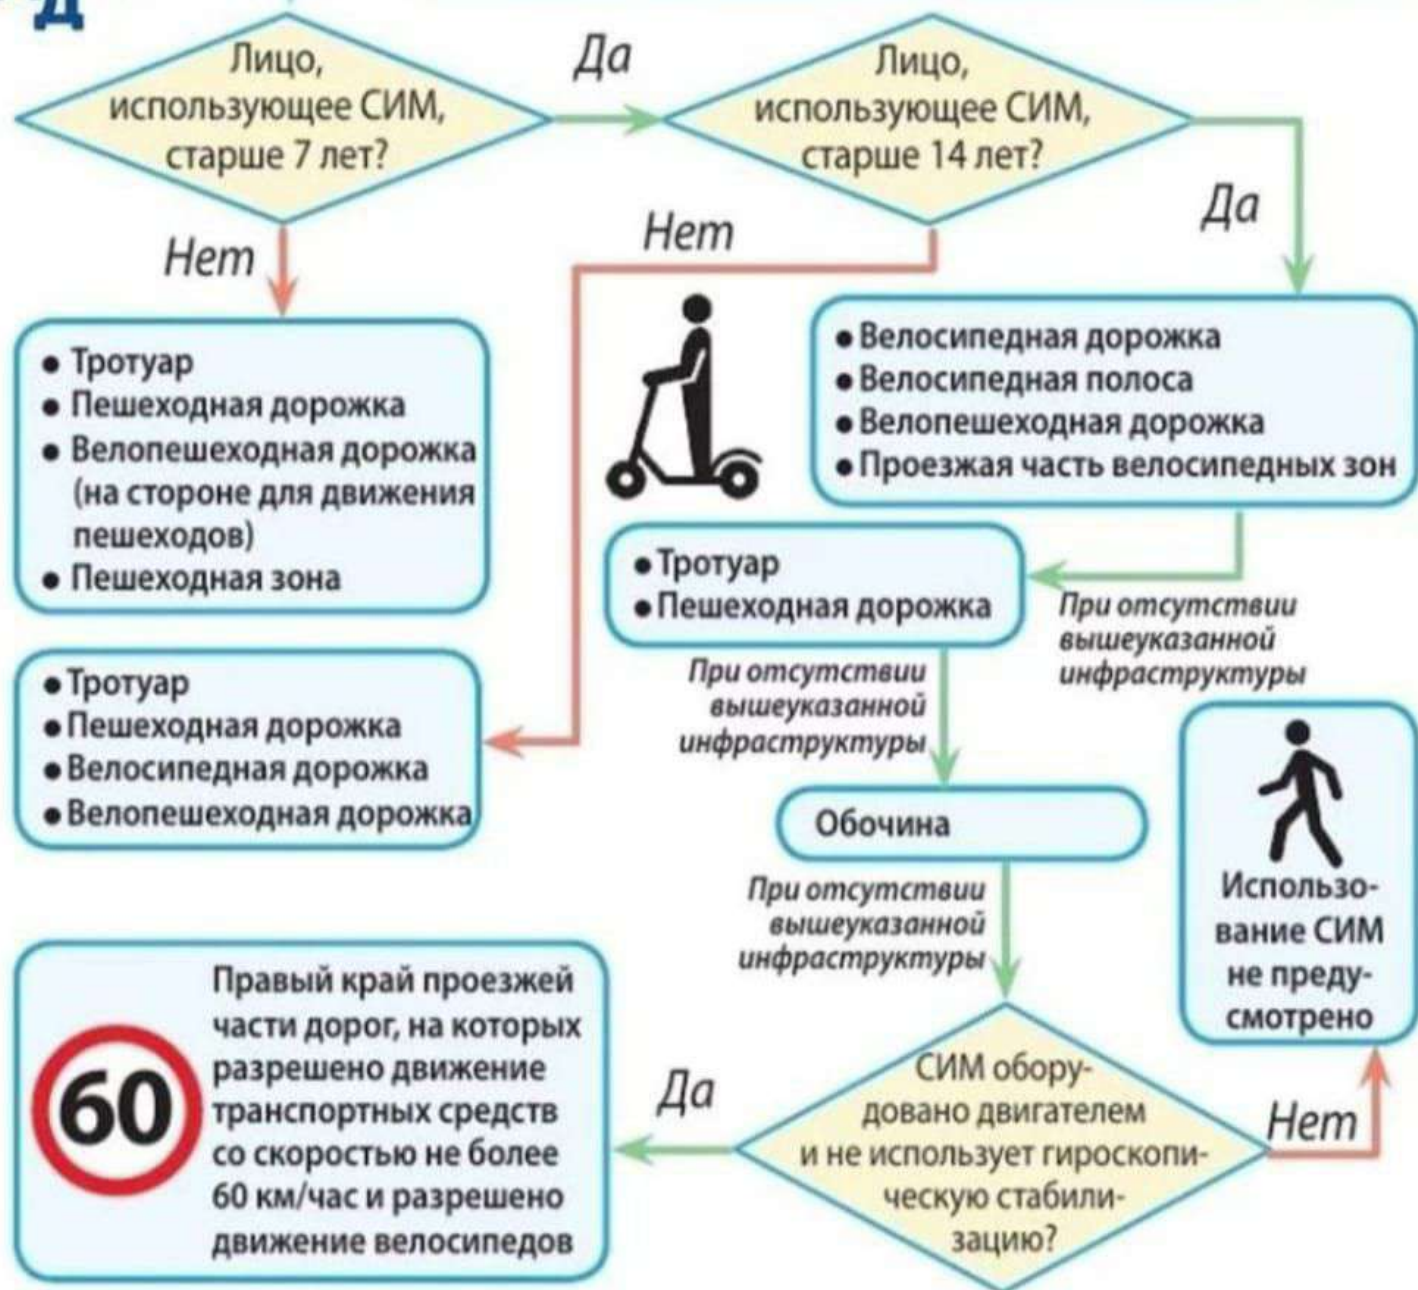 Д
Лицо,
использующее СИМ,
старше 7 лет?
Да
Лицо,
использующее СИМ,
старше 14 лет?
Да
Нет
Нет
• Тротуар
• Пешеходная дорожка
• Велопешеходная дорожка
(на стороне для движения
пешеходов)
• Пешеходная зона
• Велосипедная дорожка
• Велосипедная полоса
• Велопешеходная дорожка
• Проезжая часть велосипедных зон
• Тротуар
• Пешеходная дорожка
При отсутствии
вышеуказанной
инфраструктуры
• Тротуар
• Пешеходная дорожка
• Велосипедная дорожка
• Велопешеходная дорожка
При отсутствии
вышеуказанной
инфраструктуры
Обочина
При отсутствии
вышеуказанной
инфраструктуры
Использо-
вание СИМ
не преду-
смотрено
60
Правый край проезжей
части дорог, на которых
разрешено движение
транспортных средств
со скоростью не более
60 км/час и разрешено
движение велосипедов
Да
СИМ обору-
довано двигателем
и не использует гироскопи-
ческую стабили-
зацию?
Нет